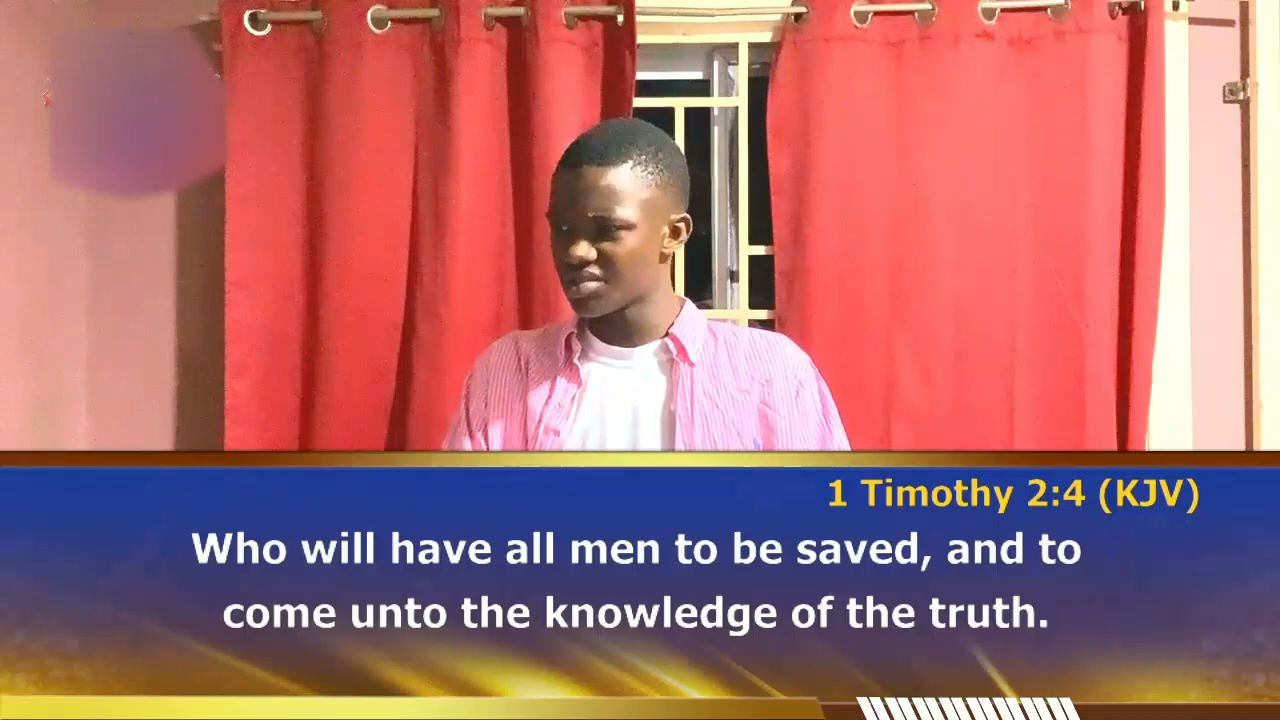 1 Timothy 2:4 (KJV)
Who will have all men to be saved, and to
come unto the knowledge of the truth.